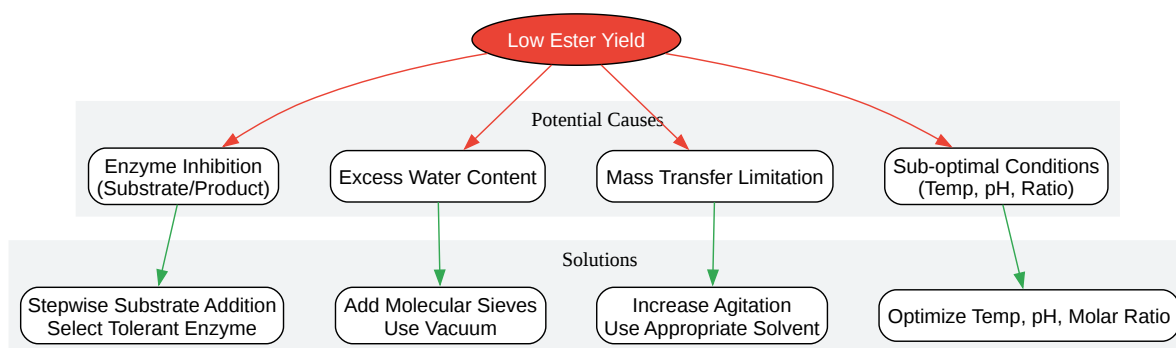 Low Ester Yield
Potential Causes
Enzyme Inhibition
(Substrate/Product)
Excess Water Content
Mass Transfer Limitation
Sub-optimal Conditions
(Temp, pH, Ratio)
Solutions
Stepwise Substrate Addition
Select Tolerant Enzyme
Add Molecular Sieves
Use Vacuum
Increase Agitation
Use Appropriate Solvent
Optimize Temp, pH, Molar Ratio